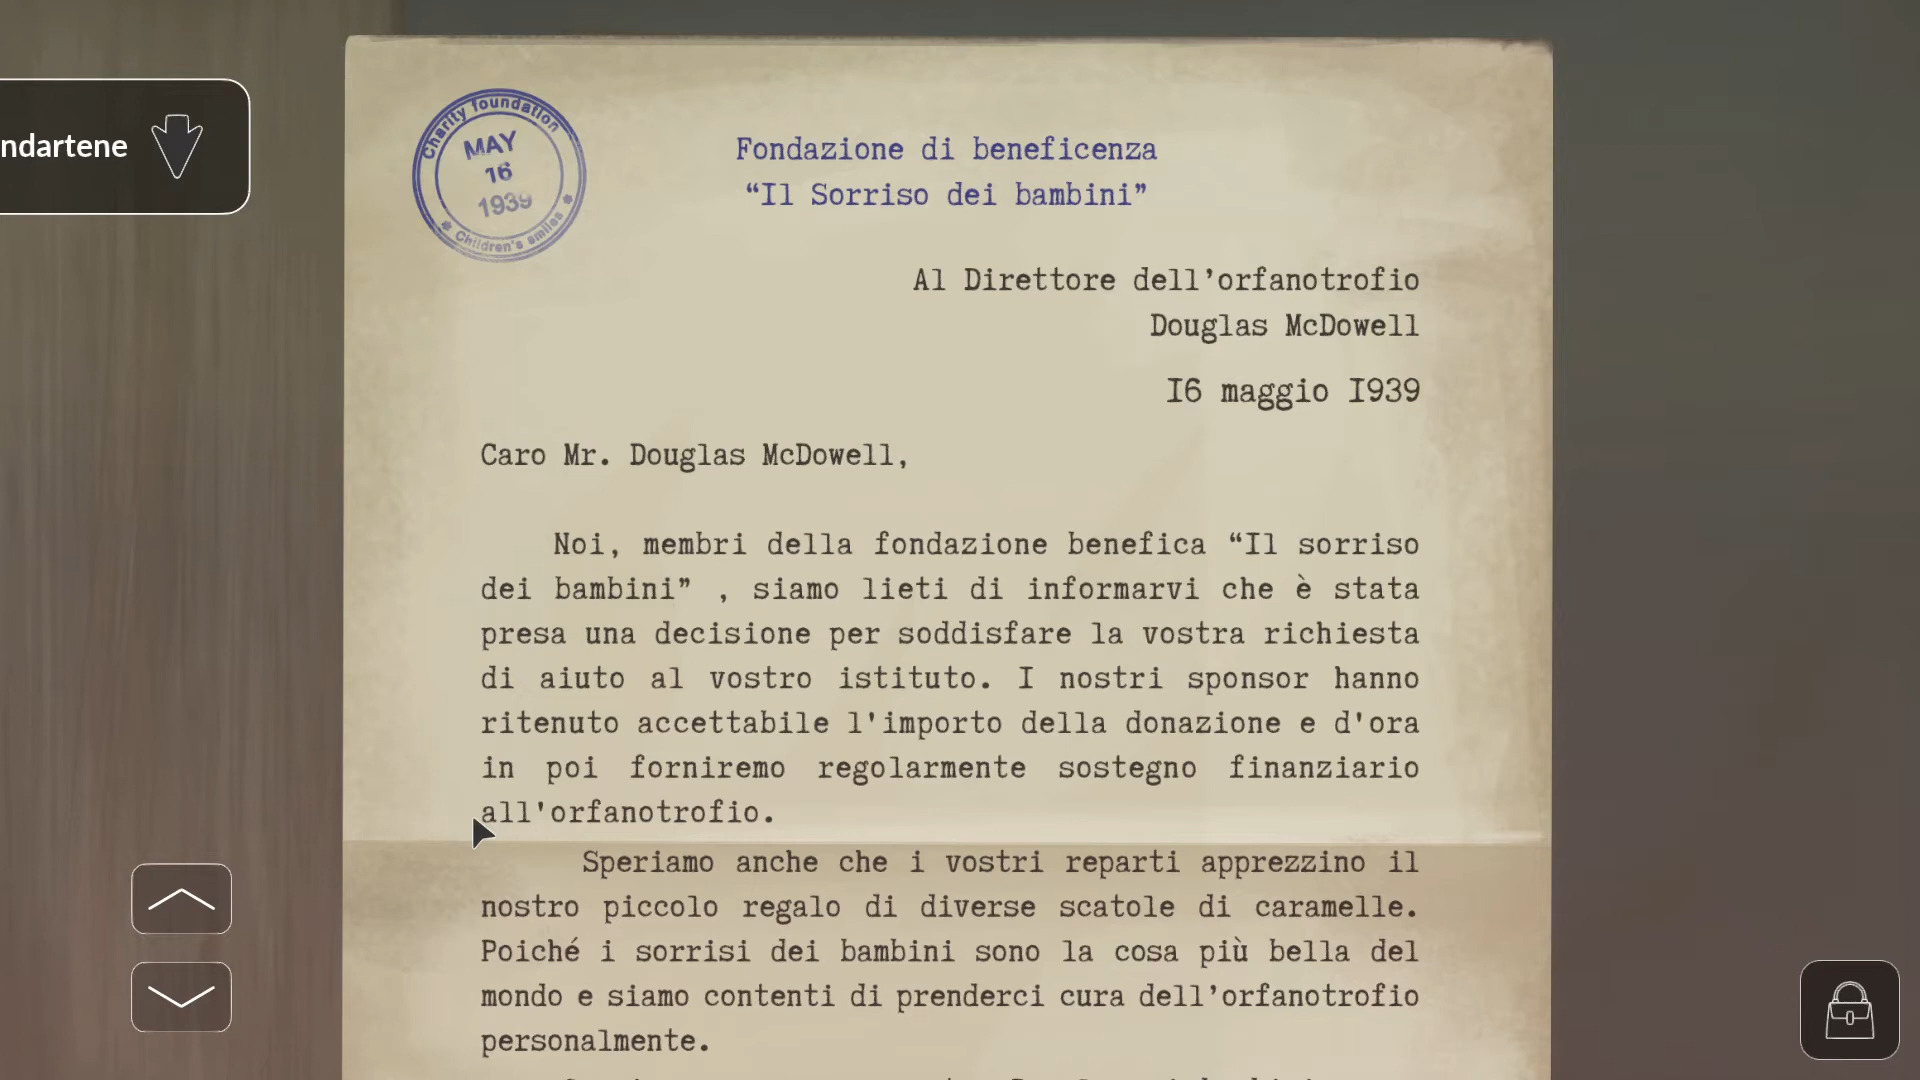 ndartene
Charity foundation
MAY
16
1939
Children's smiles
Fondazione di beneficenza
“Il Sorriso dei bambini”
Al Direttore dell’orfanotrofio
Douglas McDowell
16 maggio 1939
Caro Mr. Douglas McDowell,
Noi, membri della fondazione benefica “Il sorriso
dei bambini” , siamo lieti di informarvi che è stata
presa una decisione per soddisfare la vostra richiesta
di aiuto al vostro istituto. I nostri sponsor hanno
ritenuto accettabile l'importo della donazione e d'ora
in poi forniremo regolarmente sostegno finanziario
all'orfanotrofio.
Speriamo anche che i vostri reparti apprezzino il
nostro piccolo regalo di diverse scatole di caramelle.
Poiché i sorrisi dei bambini sono la cosa più bella del
mondo e siamo contenti di prenderci cura dell’orfanotrofio
personalmente.